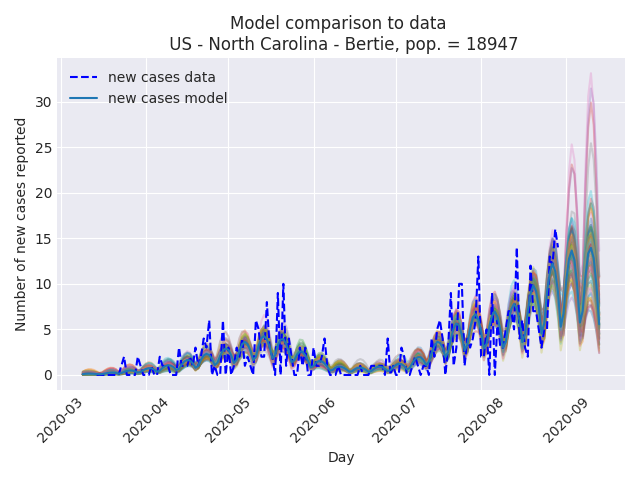 Model comparison to data
US - North Carolina - Bertie, pop. = 18947
new cases data
new cases model
Number of new cases reported
30
25
20
15
10
5
0
2020-03
2020-04
2020-05
2020-06
2020-07
2020-08
2020-09
Day